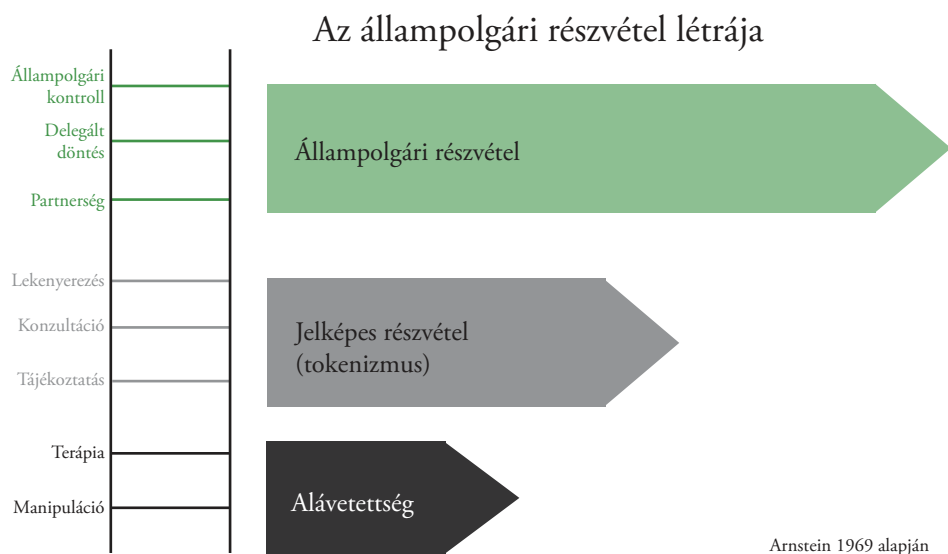 Az állampolgári részvétel létrája
Állampolgári
kontroll
Delegált
döntés
Partnerség
Állampolgári részvétel
Lekenyerezés
Konzultáció
Tájékoztatás
Jelképes részvétel
(tokenizmus)
Terápia
Manipuláció
Alávetettség
Arnstein 1969 alapján